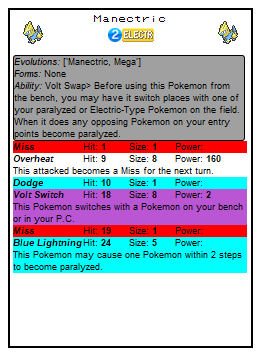 Manectric
2 ELECTR
Evolutions: ['Manectric, Mega']
Forms: None
Ability: Volt Swap> Before using this Pokemon from
the bench, you may have it switch places with one of
your paralyzed or Electric-Type Pokemon on the field.
When it does any opposing Pokemon on your entry
points become paralyzed.
Miss Hit: 1 Size: 1 Power:
Overheat Hit: 9 Size: 8 Power: 160
This attacked becomes a Miss for the next turn.
Dodge Hit: 10 Size: 1 Power:
Volt Switch Hit: 18 Size: 8 Power: 2
This Pokemon switches with a Pokemon on your bench
or in your P.C.
Miss Hit: 19 Size: 1 Power:
Blue Lightning Hit: 24 Size: 5 Power:
This Pokemon may cause one Pokemon within 2 steps
to become paralyzed.